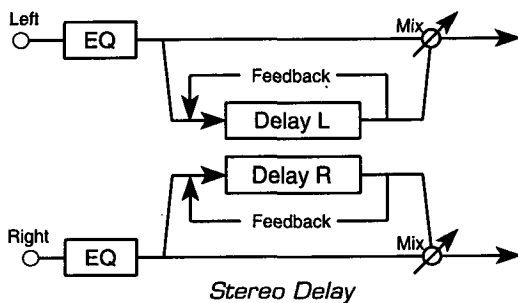 Left
EQ
Mix
Feedback
Delay L
Delay R
Feedback
Right
EQ
Mix
Stereo Delay